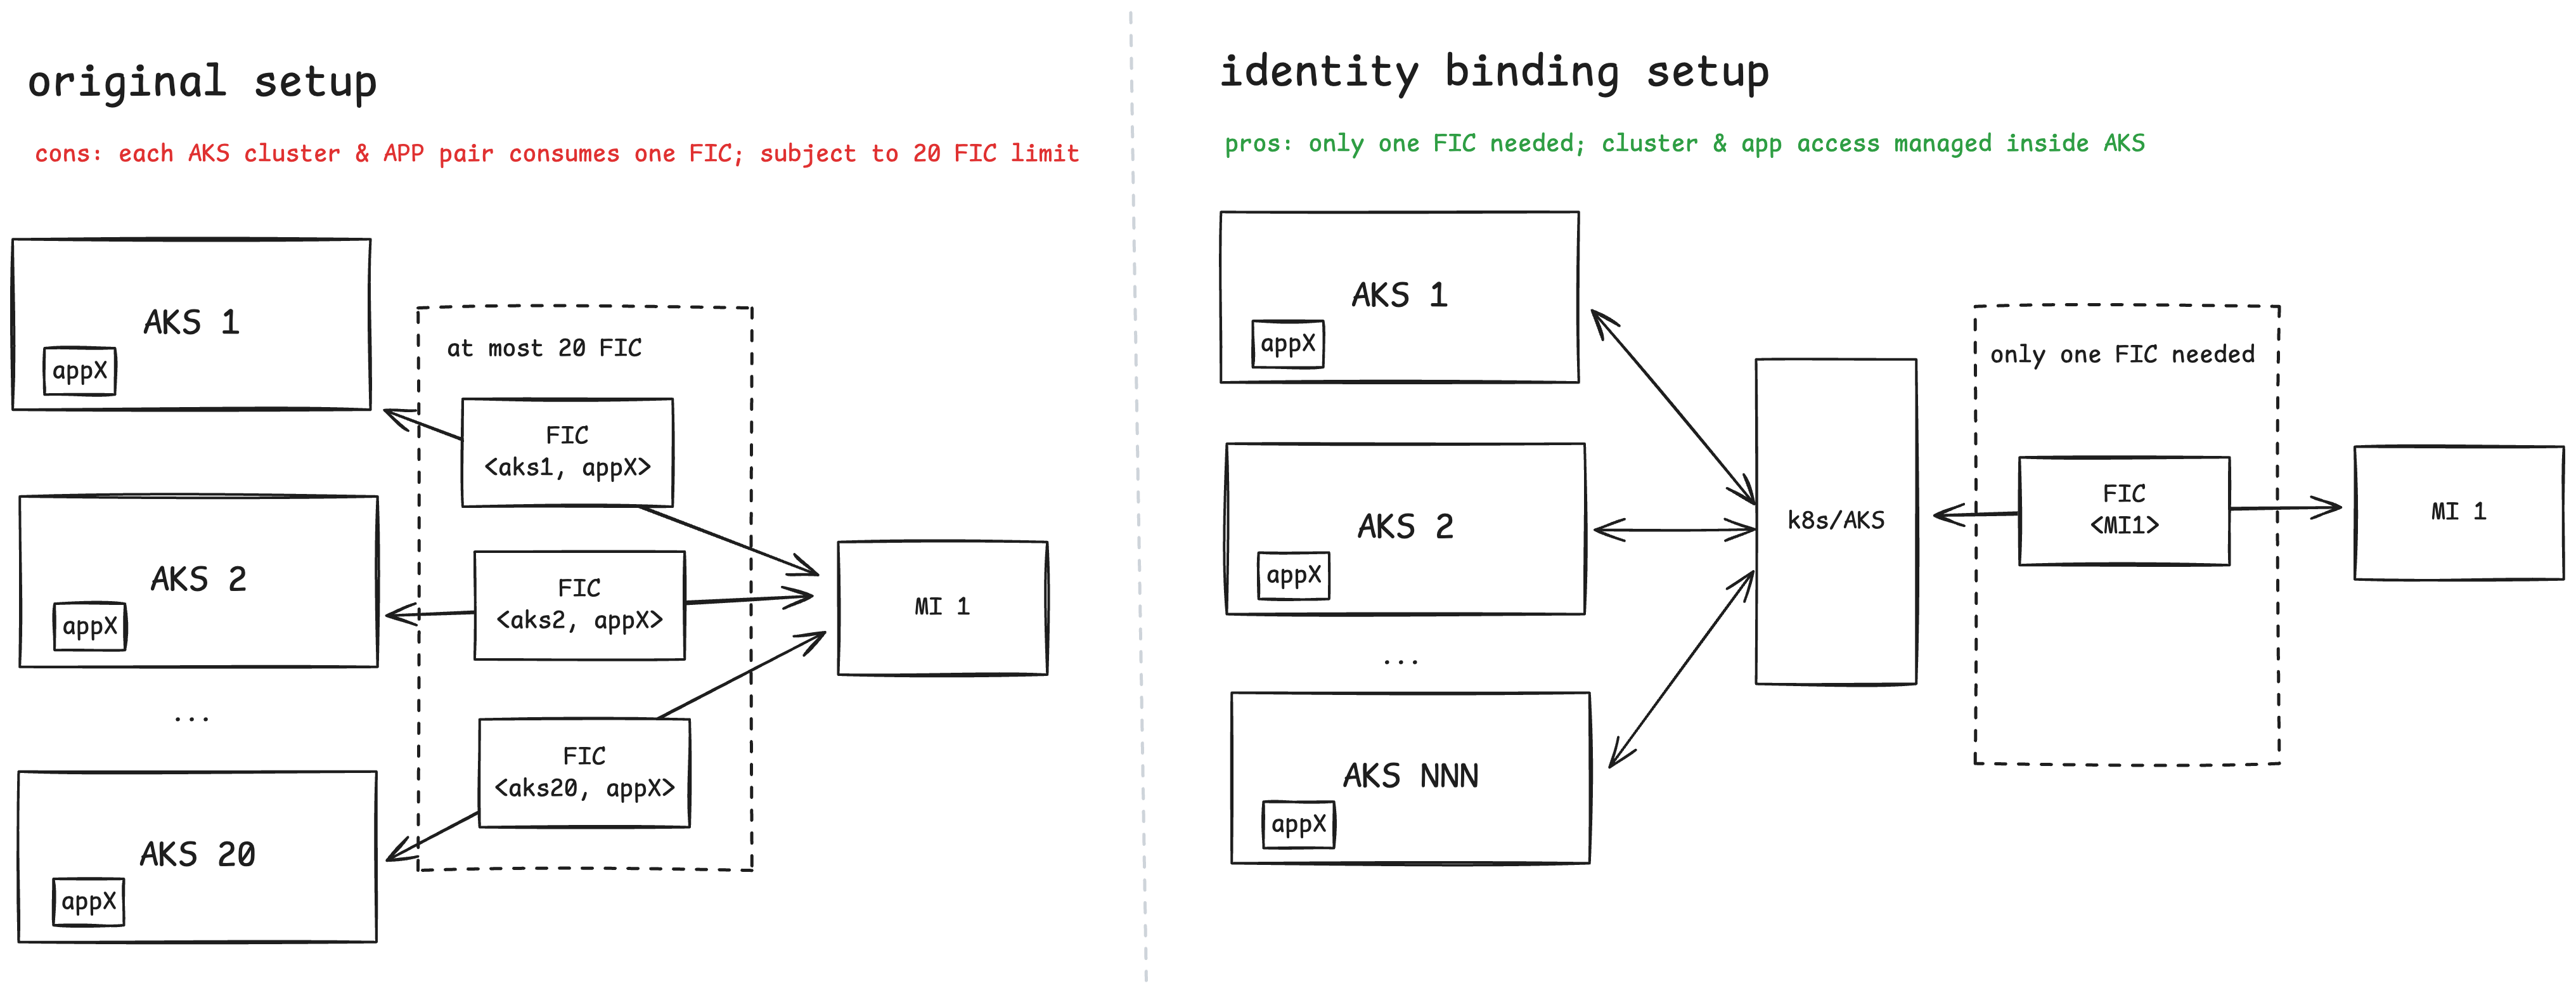 original setup
cons: each AKS cluster & APP pair consumes one FIC; subject to 20 FIC limit
AKS 1
appX
AKS 2
appX
...
AKS 20
appX
at most 20 FIC
FIC
<aks1, appX>
FIC
<aks2, appX>
FIC
<aks20, appX>
MI 1
identity binding setup
pros: only one FIC needed; cluster & app access managed inside AKS
AKS 1
appX
AKS 2
appX
...
AKS NNN
appX
k8s/AKS
only one FIC needed
FIC
<MI1>
MI 1